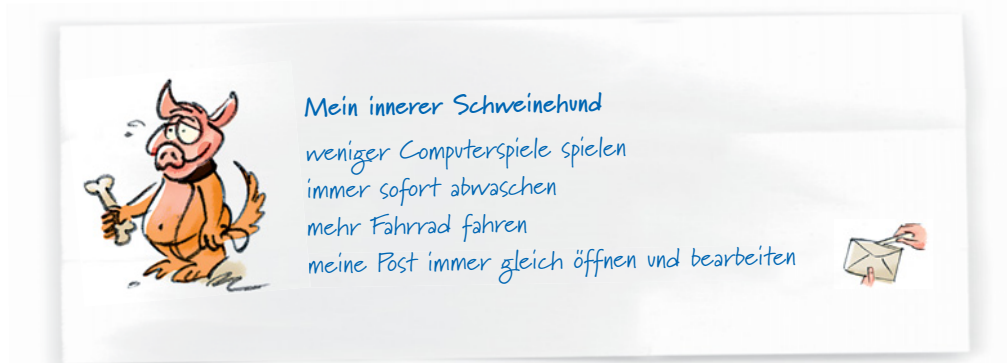 Mein innerer Schweinehund
weniger Computerspiele spielen
immer sofort abwaschen
mehr Fahrrad fahren
meine Post immer gleich öffnen und bearbeiten